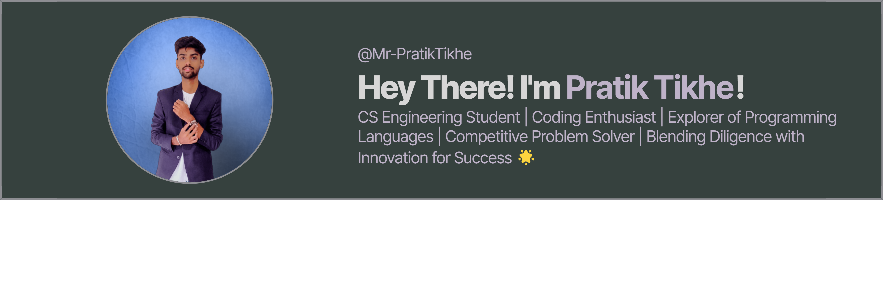 @Mr-PratikTikhe
Hey There! I'm Pratik Tikhe!
CS Engineering Student | Coding Enthusiast | Explorer of Programming
Languages | Competitive Problem Solver | Blending Diligence with
Innovation for Success 🌟